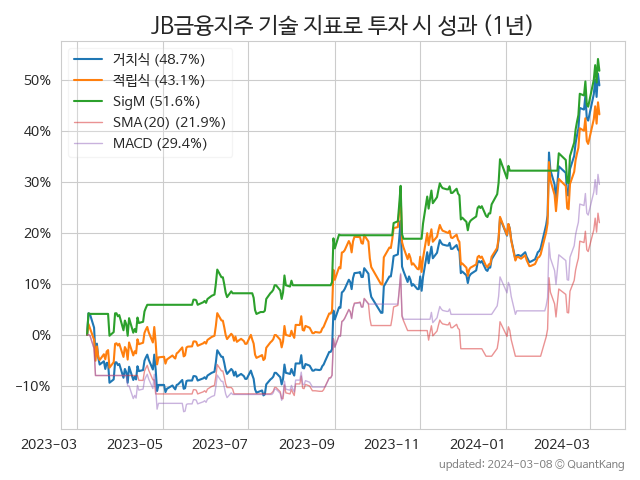 JB금융지주 기술 지표로 투자 시 성과 (1년)
거치식 (48.7%)
적립식 (43.1%)
SigM (51.6%)
SMA(20) (21.9%)
MACD (29.4%)
50%
40%
30%
20%
10%
0%
−10%
2023−03 2023−05 2023−07 2023−09 2023−11 2024−01 2024−03
updated: 2024-03-08 © QuantKang